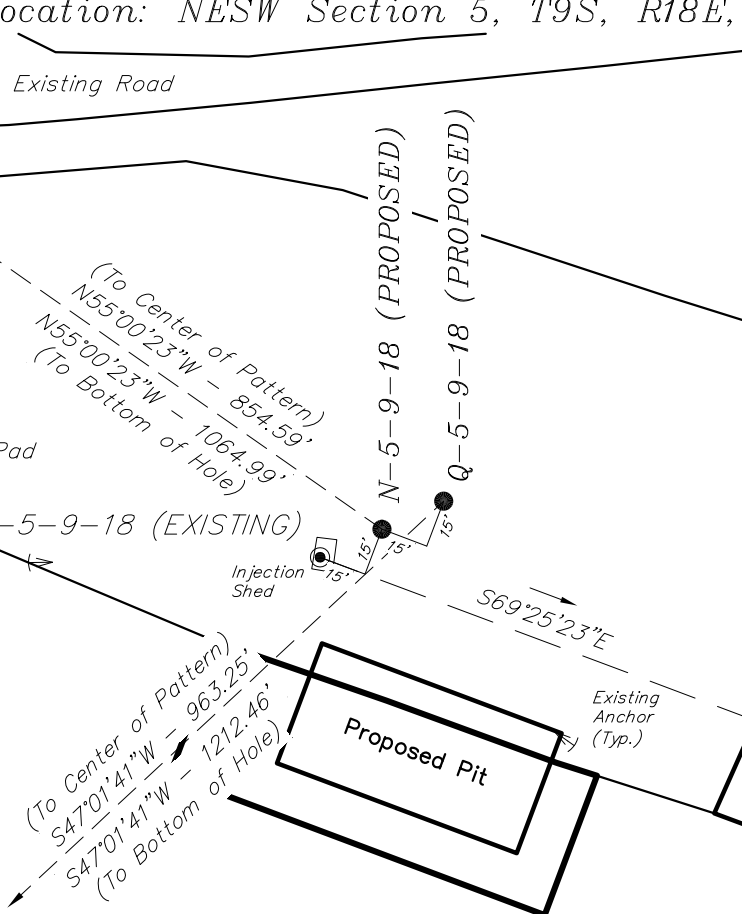 ocation: NESW Section 5, T9S, R18E,
Existing Road
N-5-9-18 (PROPOSED)
Q-5-9-18 (PROPOSED)
(To Center of Pattern)
N55°00'23"W - 854.59'
N55°00'23"W - 1064.99'
(To Bottom of Hole)
Pad
-5-9-18 (EXISTING)
15'
15'
15'
15'
Injection
Shed
S69°25'23"E
(To Center of Pattern)
S47°01'41"W - 963.25'
S47°01'41"W - 1212.46'
(To Bottom of Hole)
Proposed Pit
Existing
Anchor
(Typ.)